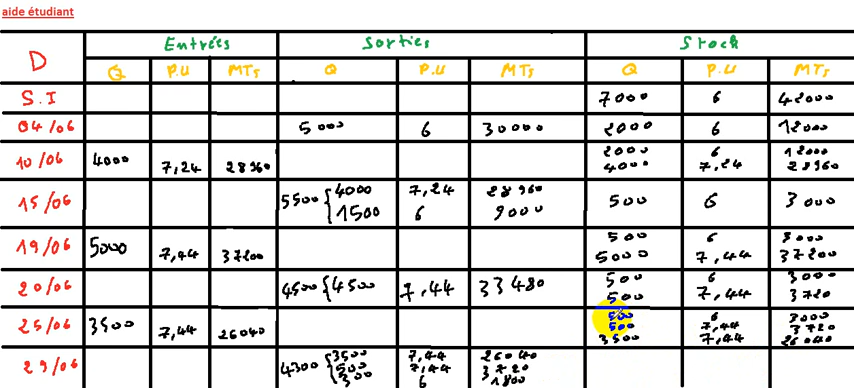 aide étudiant
D Entrées Sorties Stock
Q P.U MTs Q P.U MTs Q P.U MTs
S.I 7000 6 42000
04/06 5000 6 30000 2000 6 12000
10/06 4000 7,24 28960 2000 6 12000
4000 7,24 28960
15/06 5500 { 4000 7,24 28960 500 6 3000
1500 6 9000
19/06 5000 7,44 37200 500 6 3000
5000 7,44 37200
20/06 4500 { 4500 7,44 33480 500 6 3000
500 7,44 3720
25/06 3500 7,44 26040 500 6 3000
500 7,44 3720
3500 7,44 26040
29/06 4300 { 3500 7,44 26040
500 7,44 3720
300 6 1800